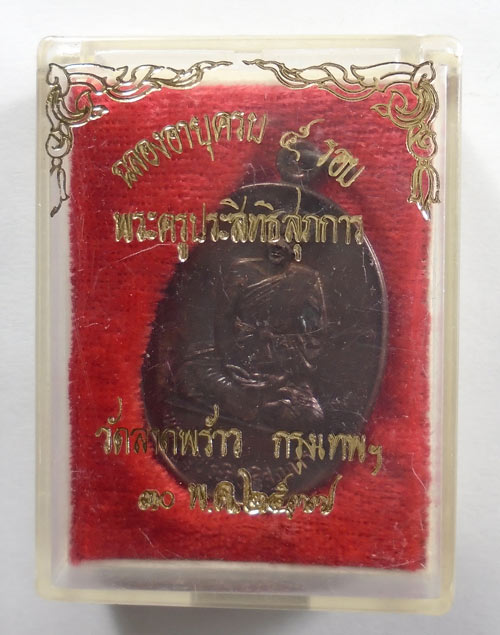 ฉลองอายุครบ ๕ รอบ
พระครูประสิทธิสุภการ
วัดลาดพร้าว กรุงเทพฯ
๓๐ พ.ค.๒๕๓๗